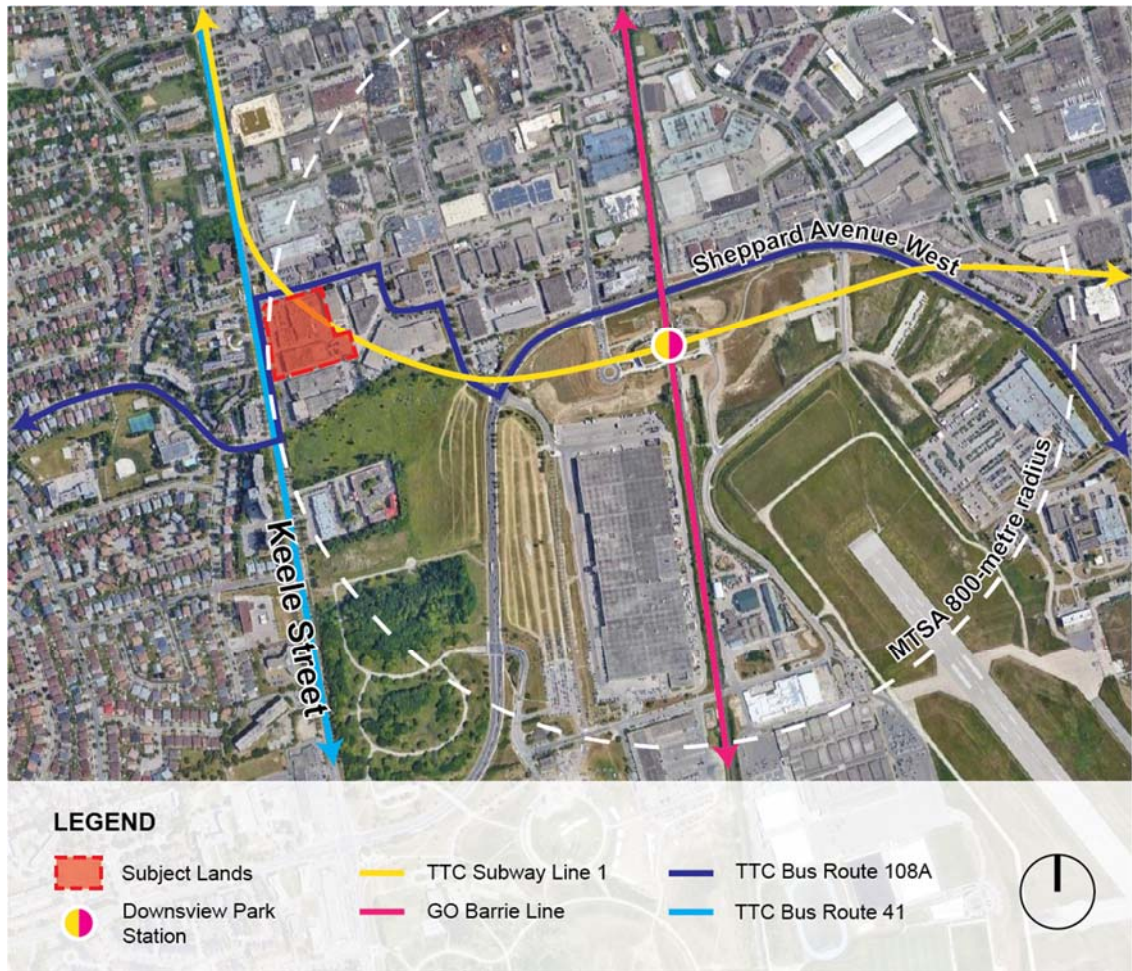 Sheppard Avenue West
Keele Street
MTSA 800-metre radius
LEGEND
Subject Lands
Downsview Park
Station
TTC Subway Line 1
GO Barrie Line
TTC Bus Route 108A
TTC Bus Route 41